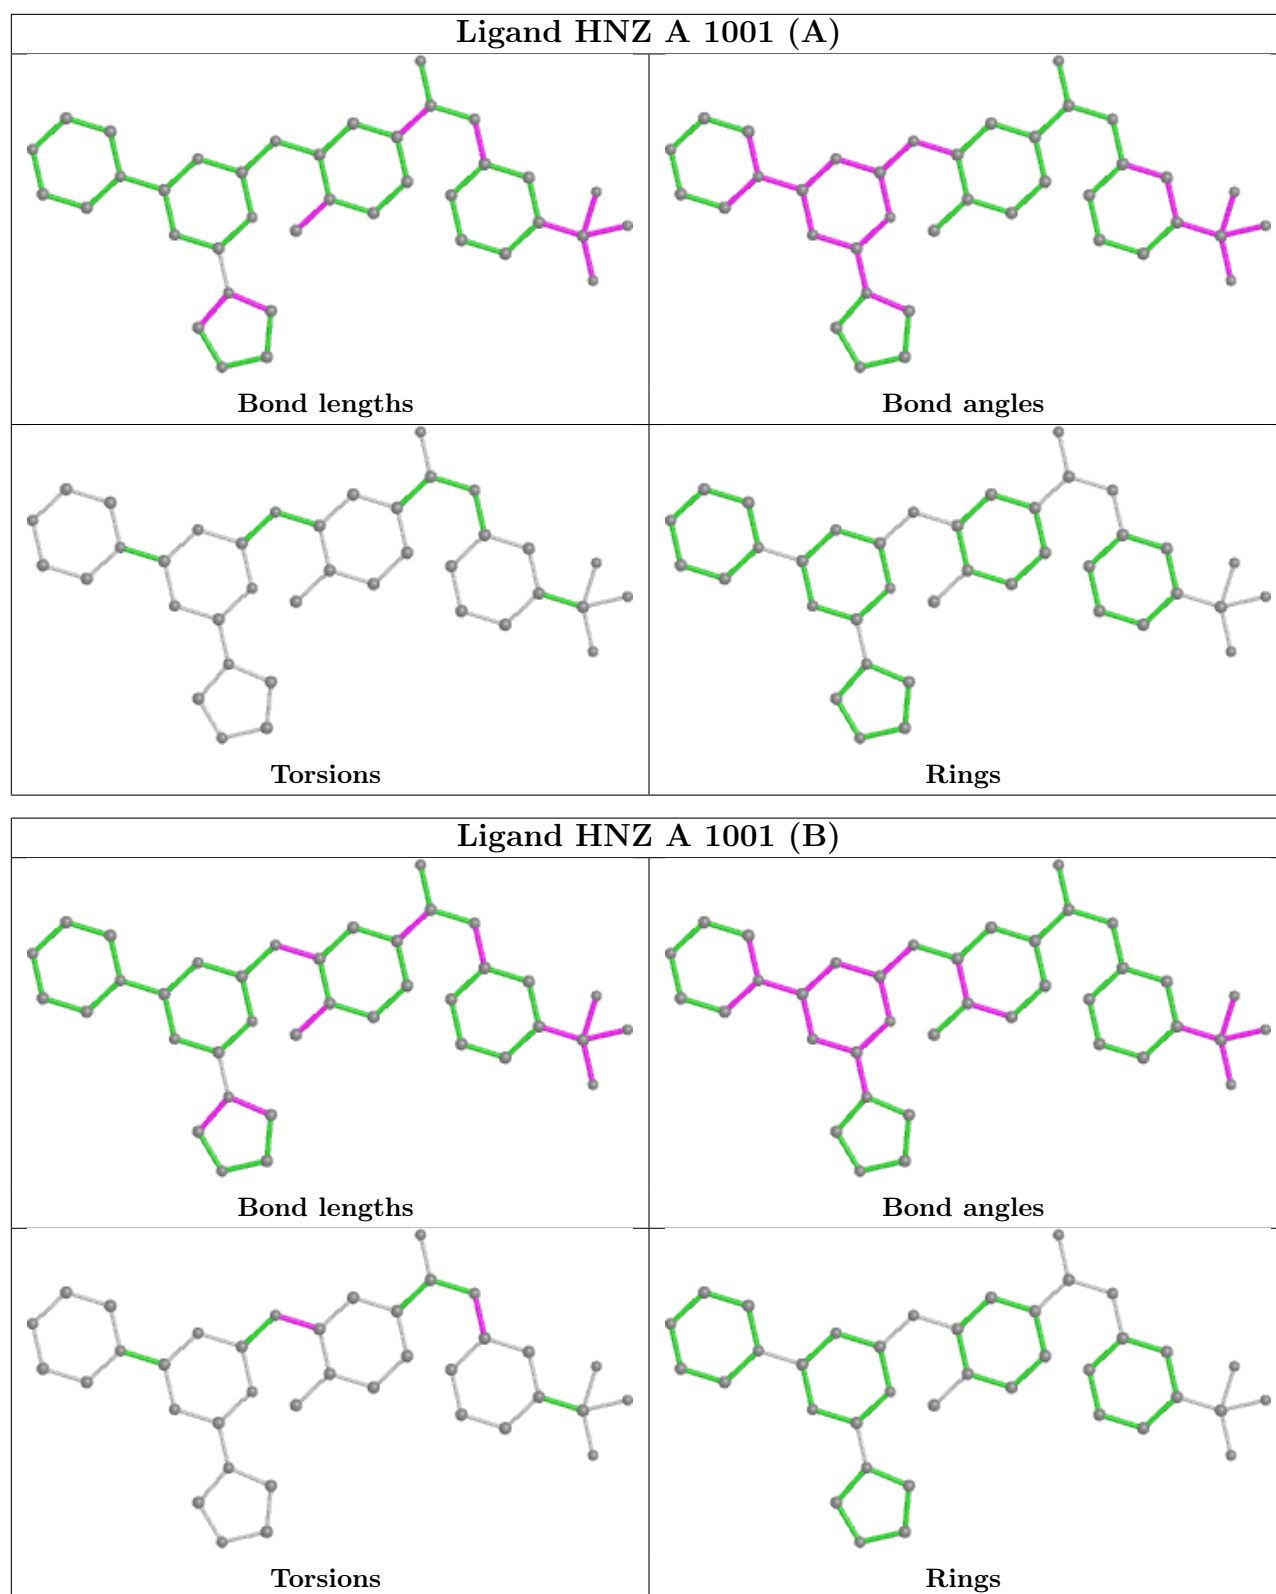 Ligand HNZ A 1001 (A)
Bond lengths
Bond angles
Torsions
Rings
Ligand HNZ A 1001 (B)
Bond lengths
Bond angles
Torsions
Rings